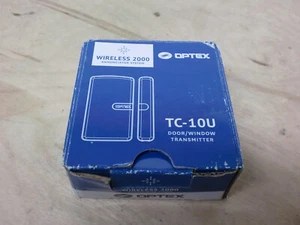 WIRELESS 2000
OPTEX
OPTEX
TC-10U
DOOR/WINDOW
TRANSMITTER
WIRELESS 2000
OPTEX